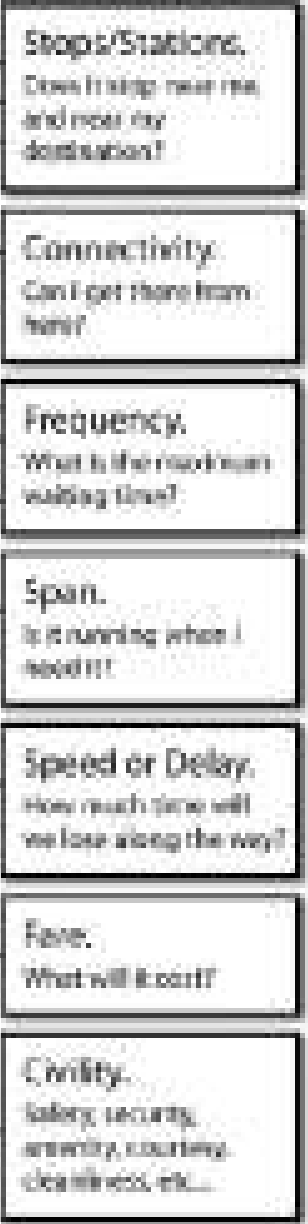 Stops/Stations.
Does it stop near me,
and near my
destination?
Connectivity.
Can I get there from
here?
Frequency.
What is the maximum
waiting time?
Span.
Is it running when I
need it?
Speed or Delay.
How much time will
we lose along the way?
Fare.
What will it cost?
Civility.
Safety, security,
amenity, courtesy,
cleanliness, etc...